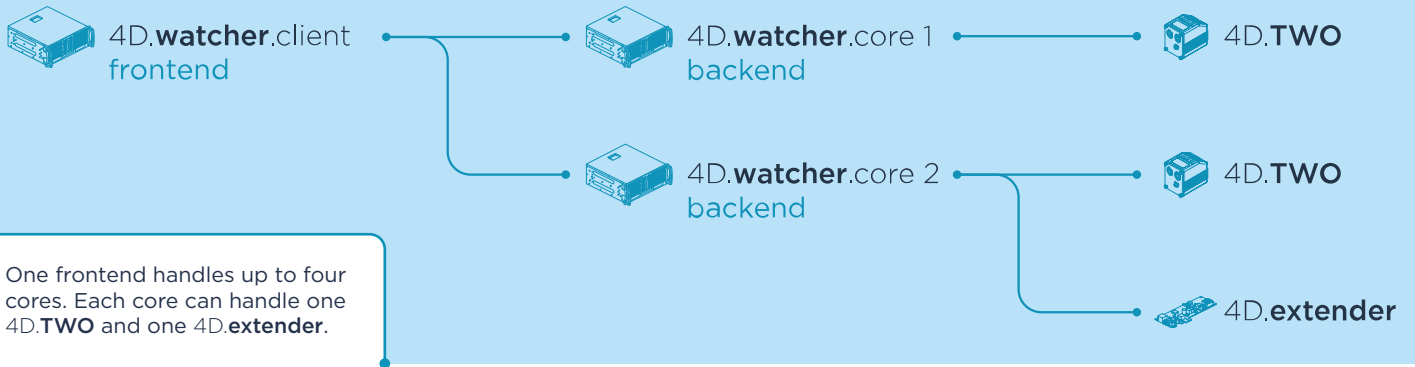 4D.watcher.client
frontend
4D.watcher.core 1
backend
4D.TWO
4D.watcher.core 2
backend
4D.TWO
4D.extender
One frontend handles up to four
cores. Each core can handle one
4D.TWO and one 4D.extender.